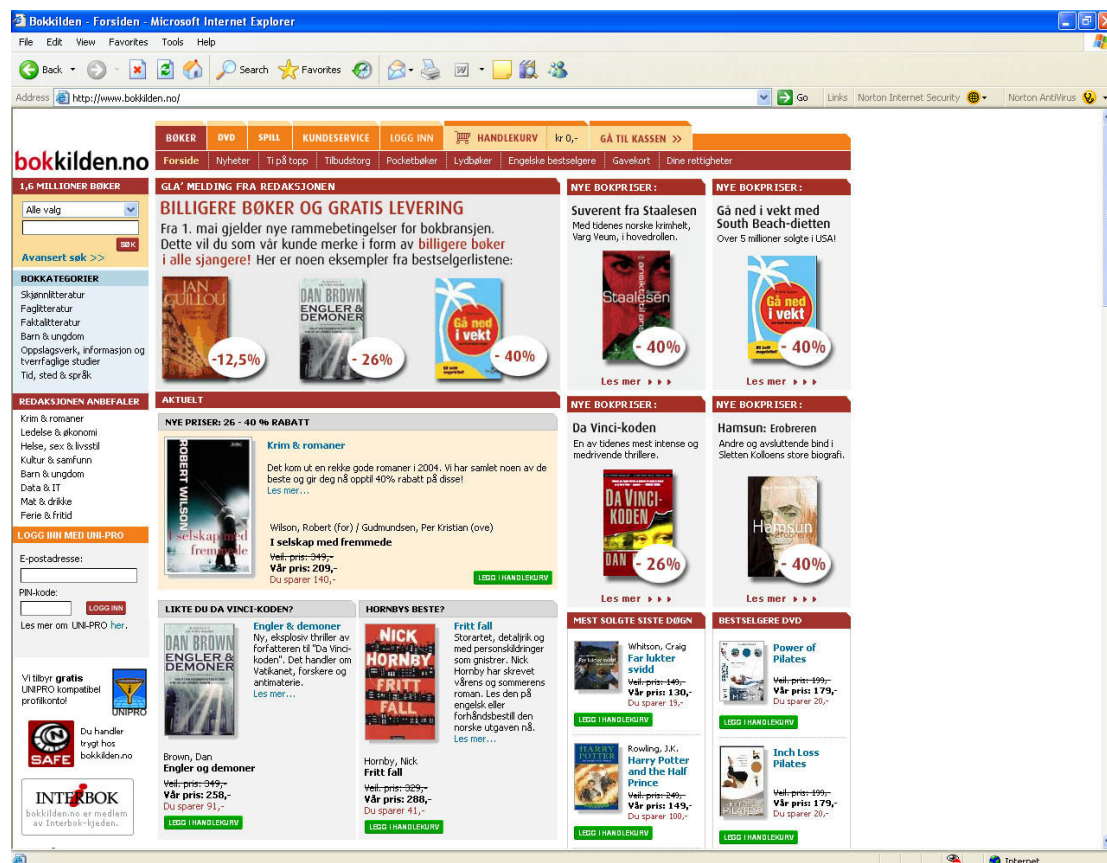 Bokkilden - Forsiden - Microsoft Internet Explorer
File Edit View Favorites Tools Help
Back Search Favorites
Address http://www.bokkilden.no/ Go Links Norton Internet Security Norton AntiVirus
bokkilden.no
BØKER DVD SPILL KUNDESERVICE LOGG INN HANDLEKURV kr 0,- GÅ TIL KASSEN >>
Forside Nyheter Ti på topp Tilbudstorg Pocketbøker Lydbøker Engelske bestselgere Gavekort Dine rettigheter
1,6 MILLIONER BØKER
Alle valg
SØK
Avansert søk >>
BOKKATEGORIER
Skjønnlitteratur
Faglitteratur
Faktalitteratur
Barn & ungdom
Oppslagsverk, informasjon og
tverrfaglige studier
Tid, sted & språk
REDAKSJONEN ANBEFALER
Krim & romaner
Ledelse & økonomi
Helse, sex & livsstil
Kultur & samfunn
Barn & ungdom
Data & IT
Mat & drikke
Ferie & fritid
LOGG INN MED UNI-PRO
E-postadresse:
PIN-kode:
LOGG INN
Les mer om UNI-PRO her.
Vi tilbyr gratis
UNIPRO kompatibel
profilkonto!
UNIPRO
N SAFE
Du handler
trygt hos
bokkilden.no
INTERBOK
bokkilden.no er medlem
av Interbok-kjeden.
GLA' MELDING FRA REDAKSJONEN
BILLIGERE BØKER OG GRATIS LEVERING
Fra 1. mai gjelder nye rammebetingelser for bokbransjen.
Dette vil du som vår kunde merke i form av billigere bøker
i alle sjangere! Her er noen eksempler fra bestselgerlistene:
JAN
GUILLOU
-12,5%
DAN BROWN
ENGLER &
DEMONER
- 26%
Gå ned
i vekt
- 40%
AKTUELT
NYE PRISER: 26 - 40 % RABATT
ROBERT WILSON
I selskap med
fremmede
Krim & romaner
Det kom ut en rekke gode romaner i 2004. Vi har samlet noen av de
beste og gir deg nå opptil 40% rabatt på disse!
Les mer...
Wilson, Robert (for) / Gudmundsen, Per Kristian (ove)
I selskap med fremmede
Veil. pris: 349,-
Vår pris: 209,-
Du sparer 140,-
LEGG I HANDLEKURV
LIKTE DU DA VINCI-KODEN?
DAN BROWN
ENGLER &
DEMONER
Engler & demoner
Ny, eksplosiv thriller av
forfatteren til "Da Vinci-
koden". Det handler om
Vatikanet, forskere og
antimaterie.
Les mer...
Brown, Dan
Engler og demoner
Veil. pris: 349,-
Vår pris: 258,-
Du sparer 91,-
LEGG I HANDLEKURV
HORNBYS BESTE?
NICK
HORNBY
FRITT
FALL
Fritt fall
Storartet, detaljrik og
med personskildringer
som gnistrer. Nick
Hornby har skrevet
vårens og sommerens
roman. Les den på
engelsk eller
forhåndsbestill den
norske utgaven nå.
Les mer...
Hornby, Nick
Fritt fall
Veil. pris: 329,-
Vår pris: 288,-
Du sparer 41,-
LEGG I HANDLEKURV
NYE BOKPRISER:
Suverent fra Staalesen
Med tidenes norske krimhelt,
Varg Veum, i hovedrollen.
Staalesen
- 40%
Les mer
NYE BOKPRISER:
Gå ned i vekt med
South Beach-dietten
Over 5 millioner solgte i USA!
Gå ned
i vekt
- 40%
Les mer
NYE BOKPRISER:
Da Vinci-koden
En av tidenes mest intense og
medrivende thrillere.
DA VINCI-
KODEN
DAN
- 26%
Les mer
NYE BOKPRISER:
Hamsun: Erobreren
Andre og avsluttende bind i
Sletten Kolloens store biografi.
Hamsun
Erobreren
- 40%
Les mer
MEST SOLGTE SISTE DØGN
Far lukter
svidd
Whitson, Craig
Far lukter
svidd
Veil. pris: 149,-
Vår pris: 130,-
Du sparer 19,-
LEGG I HANDLEKURV
HARRY
POTTER
Rowling, J.K.
Harry Potter
and the Half
Prince
Veil. pris: 249,-
Vår pris: 149,-
Du sparer 100,-
LEGG I HANDLEKURV
BESTSELGERE DVD
Power of
Pilates
Veil. pris: 199,-
Vår pris: 179,-
Du sparer 20,-
LEGG I HANDLEKURV
Inch Loss
Pilates
Veil. pris: 199,-
Vår pris: 179,-
Du sparer 20,-
LEGG I HANDLEKURV
Internet